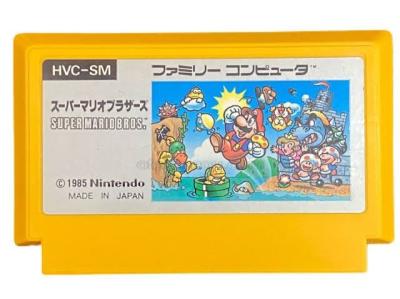 HVC-SM
ファミリー コンピュータ
スーパーマリオブラザーズ
SUPER MARIO BROS.
©1985 Nintendo
MADE IN JAPAN